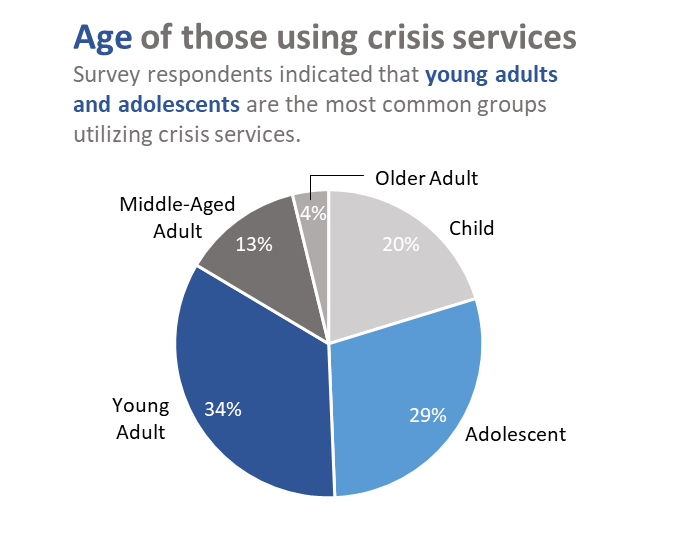 Age of those using crisis services
Survey respondents indicated that young adults
and adolescents are the most common groups
utilizing crisis services.
Older Adult
Middle-Aged
Adult
4%
Child
13%
20%
Young
Adult
34%
29%
Adolescent